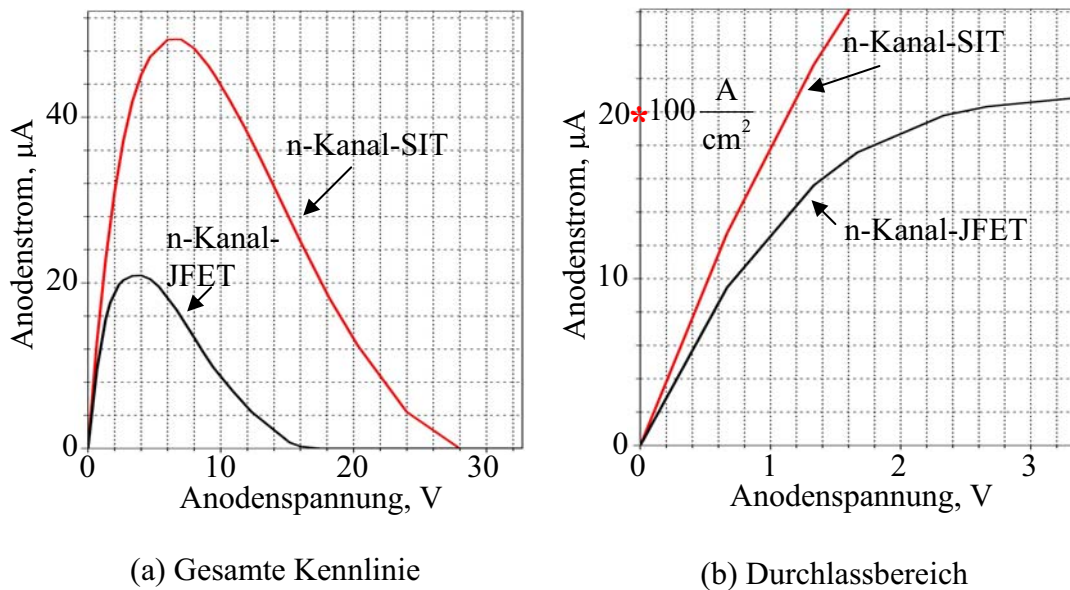 Anodenstrom, µA
40
20
0
n-Kanal-SIT
n-Kanal-
JFET
0
10
20
30
Anodenspannung, V
(a) Gesamte Kennlinie
Anodenstrom, µA
20
10
0
*100 A
cm²
n-Kanal-SIT
n-Kanal-JFET
0
1
2
3
Anodenspannung, V
(b) Durchlassbereich